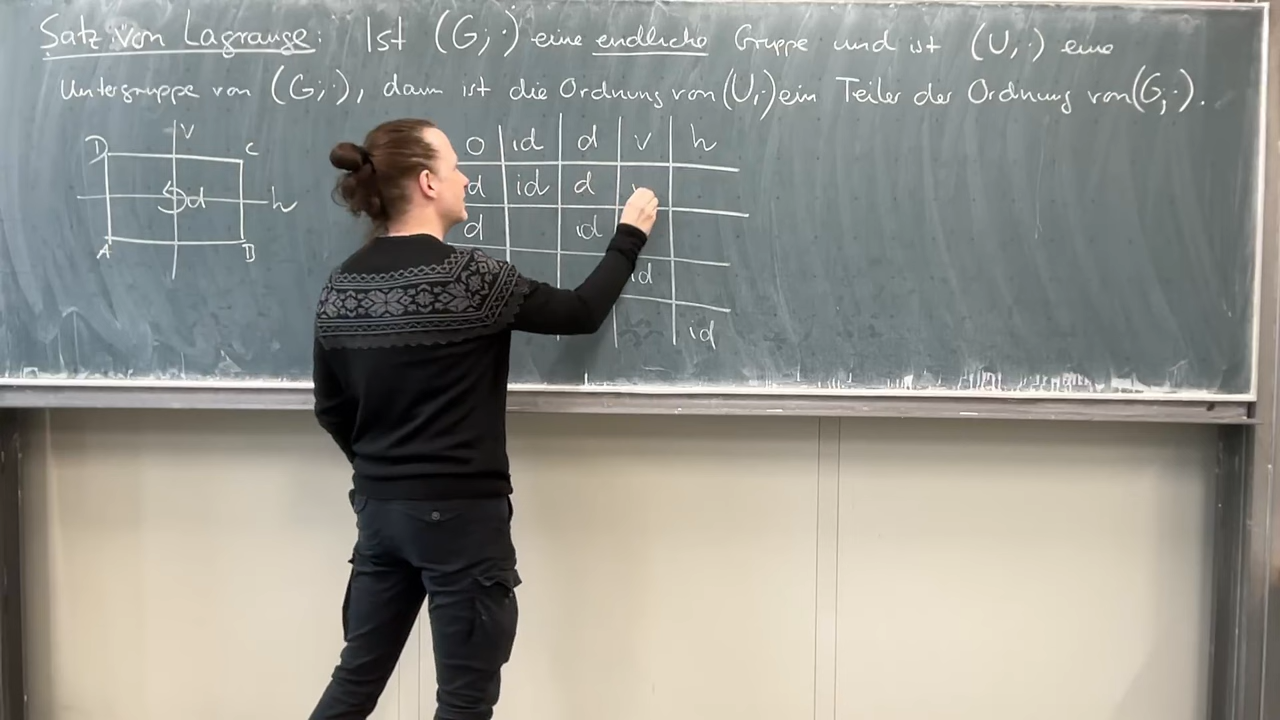 Satz von Lagrange: Ist (G,·) eine endliche Gruppe und ist (U,·) eine
Untergruppe von (G,·), dann ist die Ordnung von (U,·) ein Teiler der Ordnung von (G,·).
v
D C
d h
A B
o id d v h
d id d v
d id
id
id